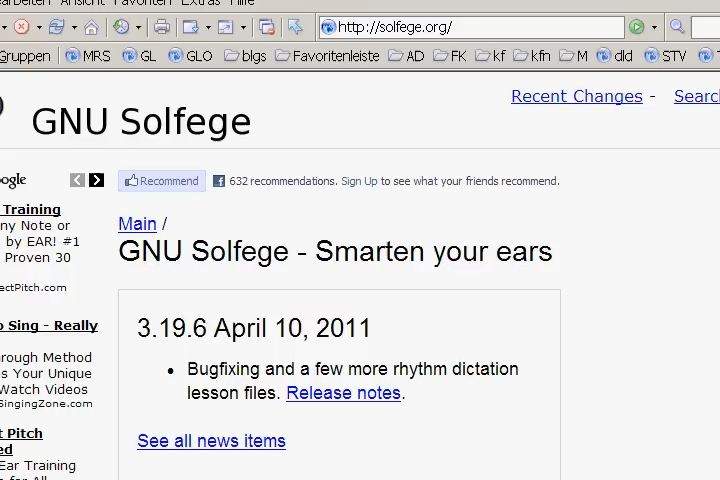 Ansicht Favoriten Extras Hilfe
http://solfege.org/
Gruppen MRS GL GLO blgs Favoritenleiste AD FK kf kfn M dld STV
Recent Changes - Search
GNU Solfege
Recommend 632 recommendations. Sign Up to see what your friends recommend.
Training
ny Note or
by EAR! #1
Proven 30
ectPitch.com
Main /
GNU Solfege - Smarten your ears
3.19.6 April 10, 2011
• Bugfixing and a few more rhythm dictation
lesson files. Release notes.
See all news items
o Sing - Really
rough Method
s Your Unique
Watch Videos
SingingZone.com
t Pitch
ed
Ear Training